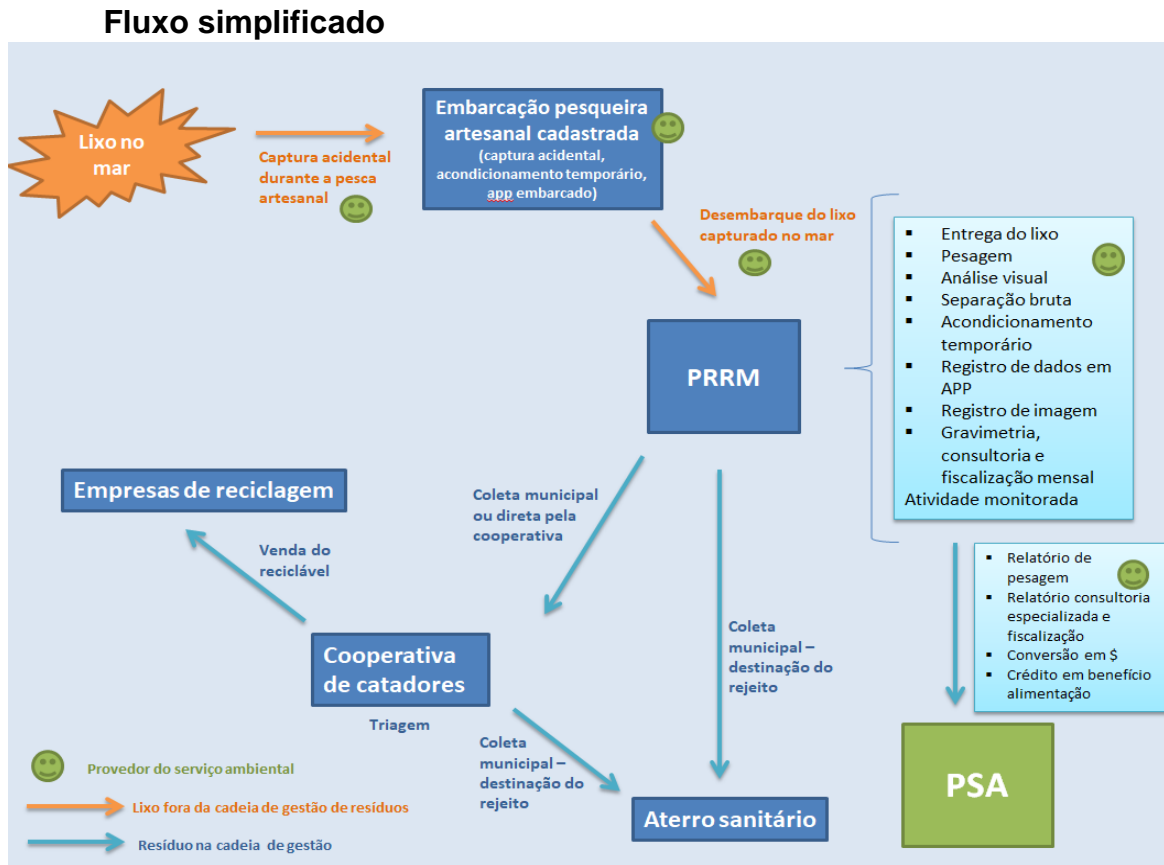 Fluxo simplificado
Lixo no
mar
Captura acidental
durante a pesca
artesanal
Embarcação pesqueira
artesanal cadastrada
(captura acidental,
acondicionamento temporário,
app embarcado)
Desembarque do lixo
capturado no mar
PRRM
▪ Entrega do lixo
▪ Pesagem
▪ Análise visual
▪ Separação bruta
▪ Acondicionamento
temporário
▪ Registro de dados em
APP
▪ Registro de imagem
▪ Gravimetria,
consultoria e
fiscalização mensal
Atividade monitorada
Empresas de reciclagem
Coleta municipal
ou direta pela
cooperativa
Venda do
reciclável
Cooperativa
de catadores
Triagem
Coleta
municipal –
destinação do
rejeito
Coleta
municipal –
destinação do
rejeito
Aterro sanitário
▪ Relatório de
pesagem
▪ Relatório consultoria
especializada e
fiscalização
▪ Conversão em $
▪ Crédito em benefício
alimentação
PSA
Provedor do serviço ambiental
Lixo fora da cadeia de gestão de resíduos
Resíduo na cadeia de gestão